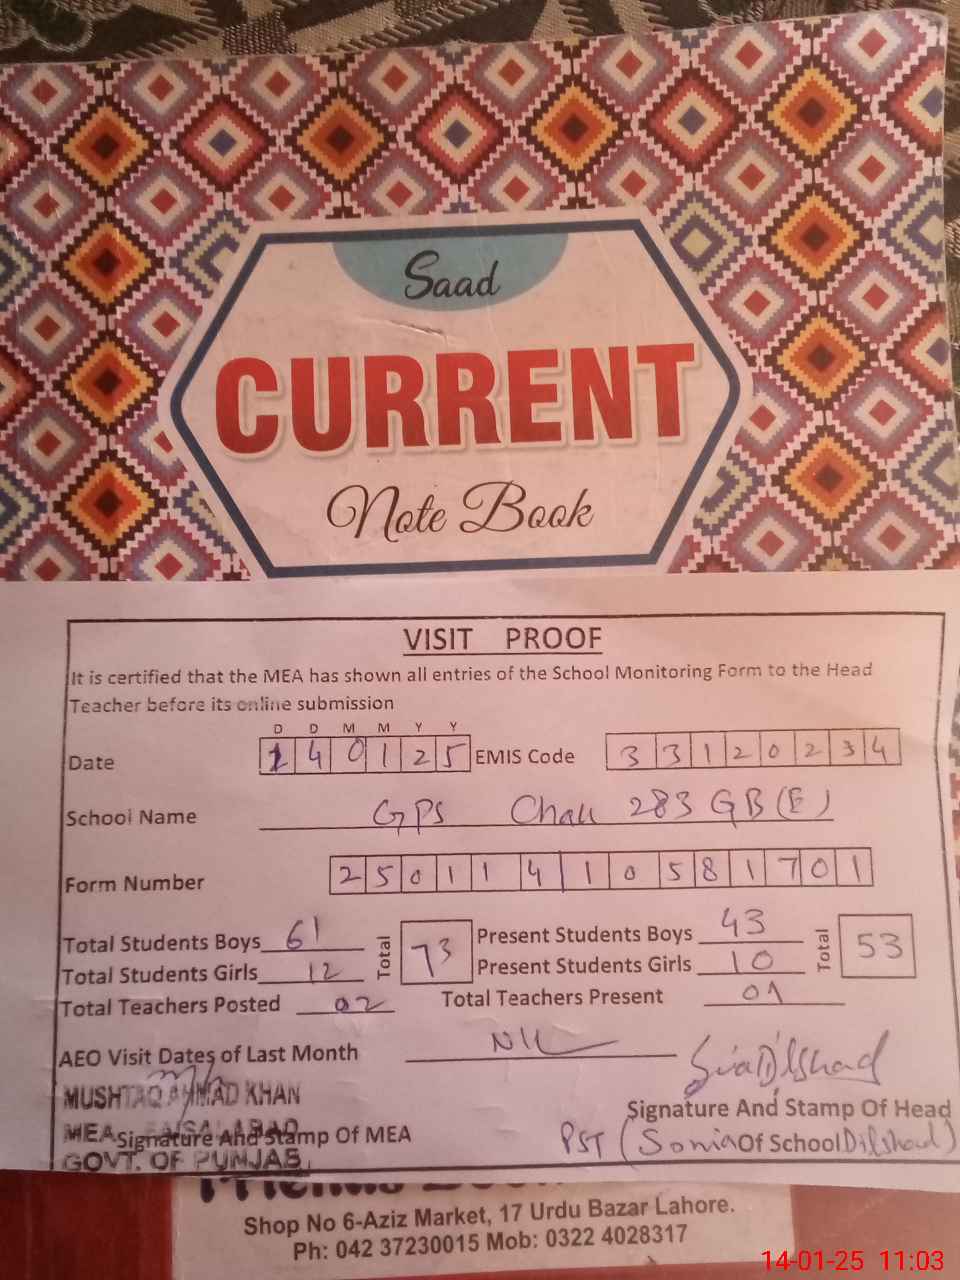 Saad
CURRENT
Note Book
VISIT PROOF
It is certified that the MEA has shown all entries of the School Monitoring Form to the Head
Teacher before its online submission
D D M M Y Y
Date 1 4 0 1 2 5 EMIS Code 3 3 1 2 0 2 3 4
School Name GPS Chak 283 GB (E)
Form Number 2 5 0 1 1 4 1 0 5 8 1 7 0 1
Total Students Boys 61 Total 73 Present Students Boys 43 Total 53
Total Students Girls 12 Present Students Girls 10
Total Teachers Posted 02 Total Teachers Present 01
AEO Visit Dates of Last Month Nil
MUSHTAQ AHMAD KHAN
Signature And Stamp Of Head
MEA FAISALABAD
Signature And Stamp Of MEA
PST (Sonia Dilshad)
Of School
GOVT. OF PUNJAB
Shop No 6-Aziz Market, 17 Urdu Bazar Lahore.
Ph: 042 37230015 Mob: 0322 4028317
14-01-25 11:03